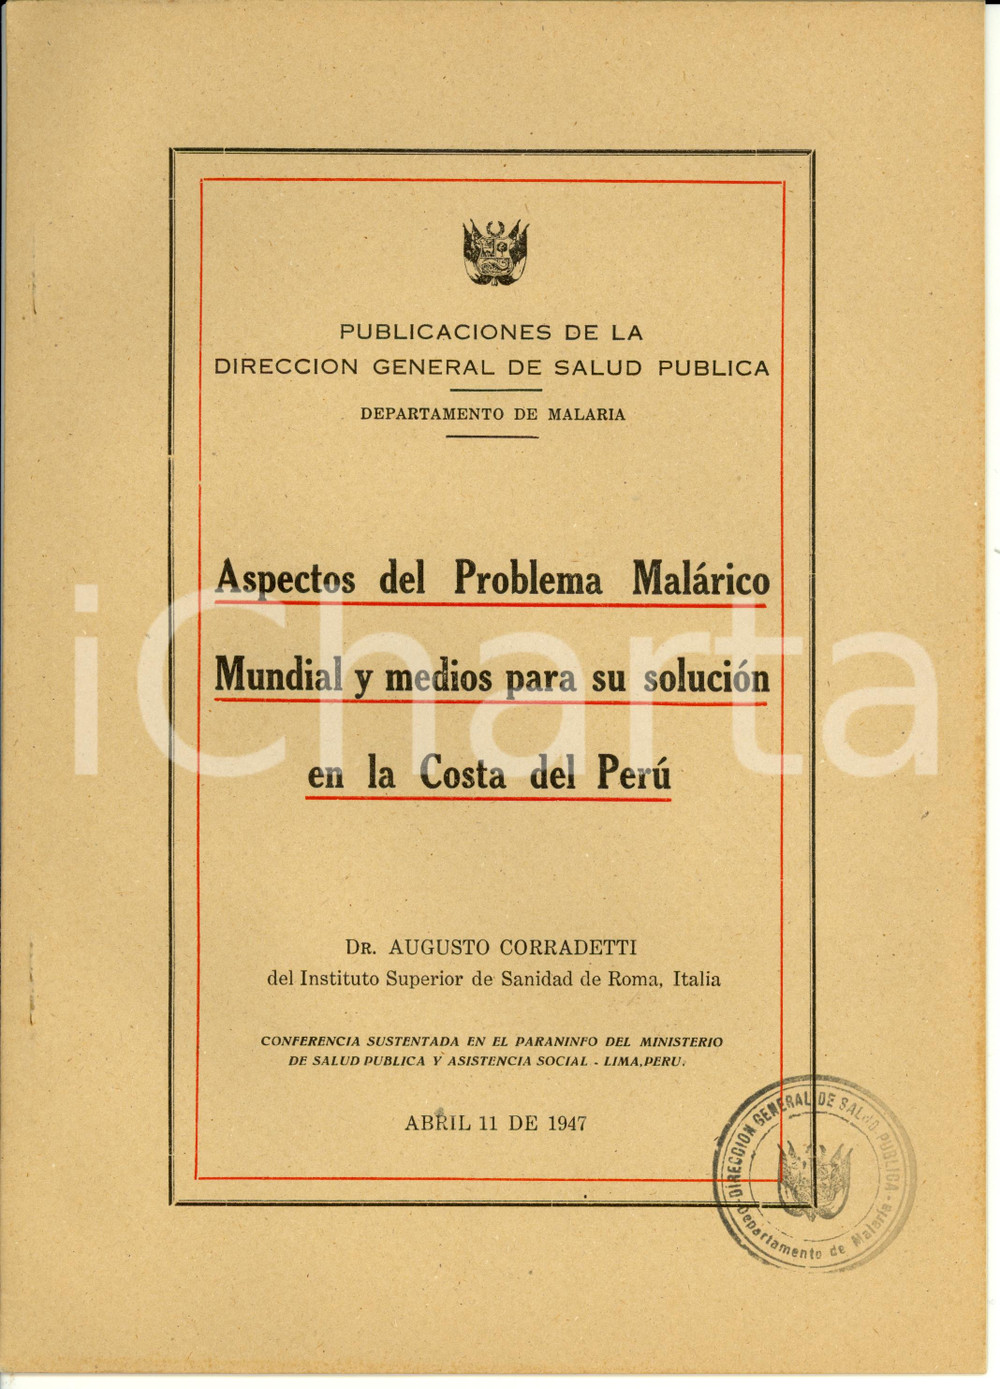 PUBLICACIONES DE LA
DIRECCION GENERAL DE SALUD PUBLICA
DEPARTAMENTO DE MALARIA
Aspectos del Problema Malárico
Mundial y medios para su solución
en la Costa del Perú
iCharta
DR. AUGUSTO CORRADETTI
del Instituto Superior de Sanidad de Roma, Italia
CONFERENCIA SUSTENTADA EN EL PARANINFO DEL MINISTERIO
DE SALUD PUBLICA Y ASISTENCIA SOCIAL - LIMA, PERU.
ABRIL 11 DE 1947
DIRECCION GENERAL DE SALUD PUBLICA
- Departamento de Malaria -